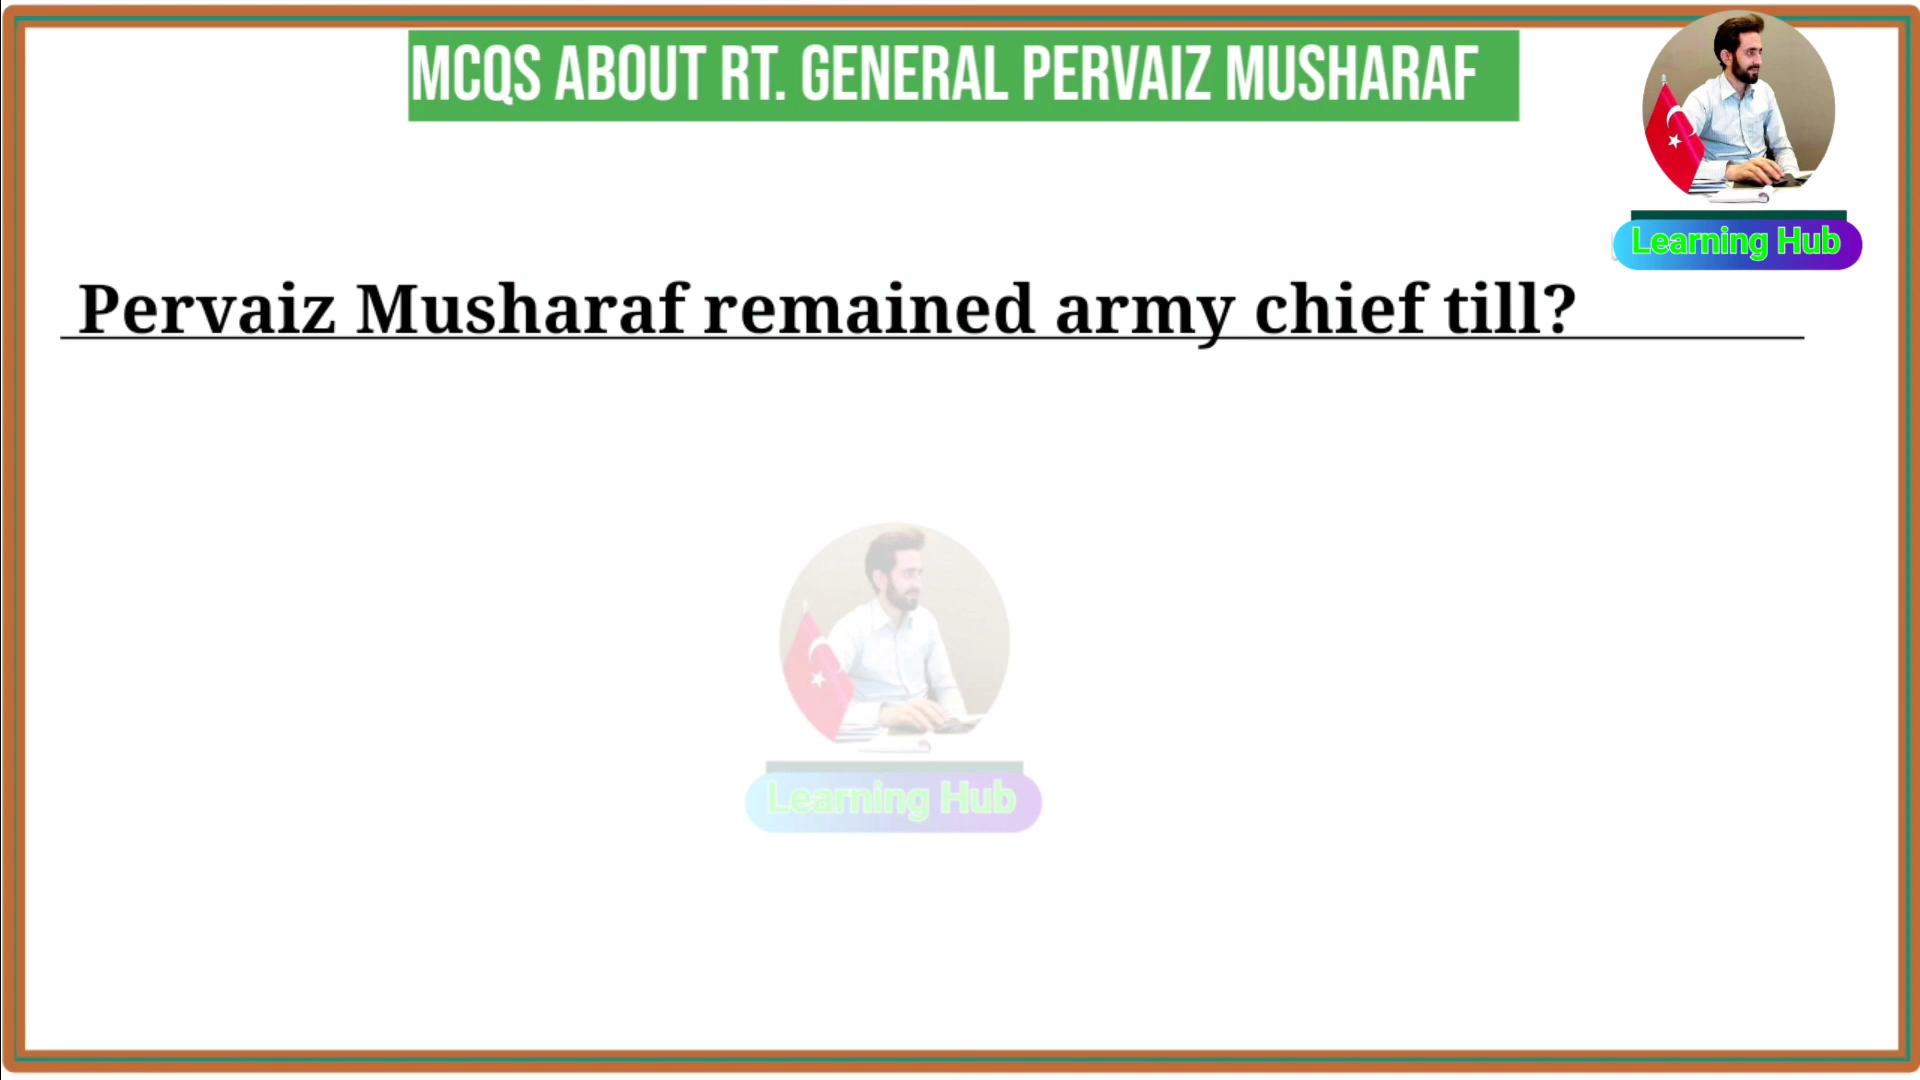 MCQS ABOUT RT. GENERAL PERVAIZ MUSHARAF
Learning Hub
Pervaiz Musharaf remained army chief till?
Learning Hub